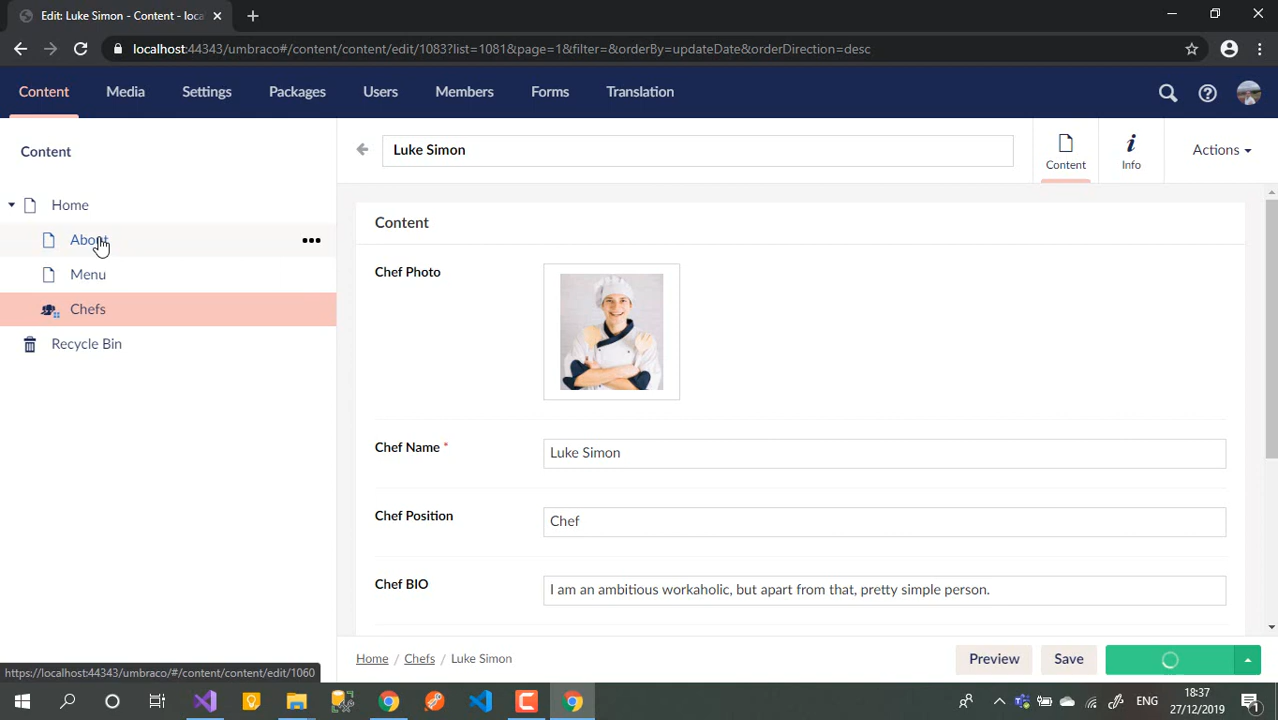 Edit: Luke Simon - Content - loca
localhost:44343/umbraco#/content/content/edit/1083?list=1081&page=1&filter=&orderBy=updateDate&orderDirection=desc
Content Media Settings Packages Users Members Forms Translation
Content
Luke Simon
Content
Info
Actions
Home
Content
About
Chef Photo
Menu
Chefs
Recycle Bin
Chef Name *
Luke Simon
Chef Position
Chef
Chef BIO
I am an ambitious workaholic, but apart from that, pretty simple person.
Home / Chefs / Luke Simon
Preview
Save
https://localhost:44343/umbraco/#/content/content/edit/1060
ENG
18:37
27/12/2019
1